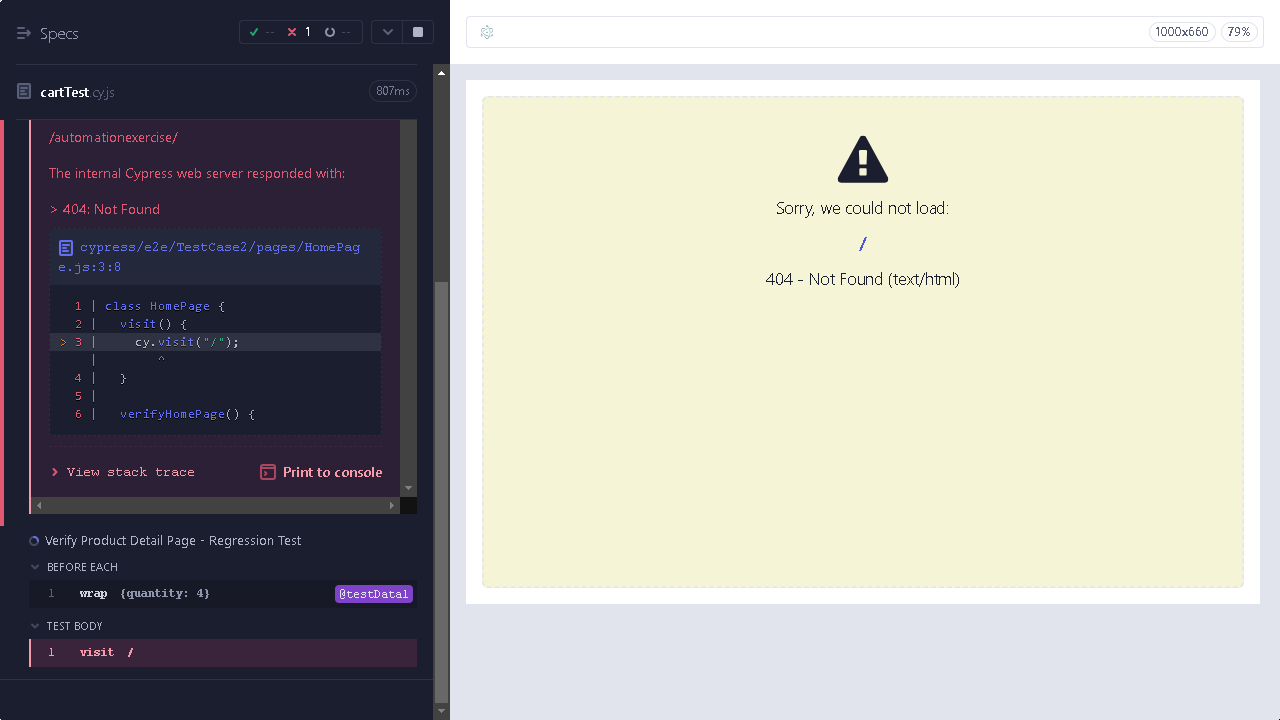 Specs
-- 1 --
cartTest.cy.js
807ms
/automationexercise/
The internal Cypress web server responded with:
> 404: Not Found
cypress/e2e/TestCase2/pages/HomePag
e.js:3:8
1 | class HomePage {
2 |   visit() {
> 3 |     cy.visit("/");
|        ^
4 |   }
5 |
6 |   verifyHomePage() {
View stack trace
Print to console
Verify Product Detail Page - Regression Test
BEFORE EACH
1 wrap {quantity: 4} @testData1
TEST BODY
1 visit /
1000x660 79%
Sorry, we could not load:
/
404 - Not Found (text/html)